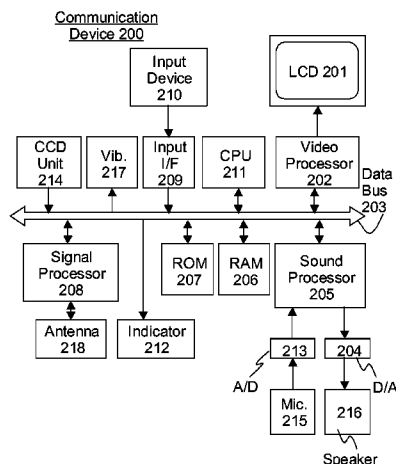 Communication
Device 200
Input
Device
210
LCD 201
CCD
Unit
214
Vib.
217
Input
I/F
209
CPU
211
Video
Processor
202
Data
Bus
203
Signal
Processor
208
ROM
207
RAM
206
Sound
Processor
205
Antenna
218
Indicator
212
213
204
A/D
D/A
Mic.
215
216
Speaker